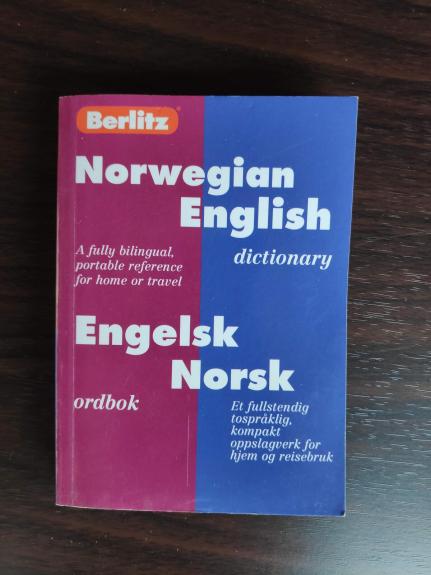 Berlitz
Norwegian
English
A fully bilingual,
portable reference
for home or travel
dictionary
Engelsk
Norsk
ordbok
Et fullstendig
tospråklig,
kompakt
oppslagverk for
hjem og reisebruk